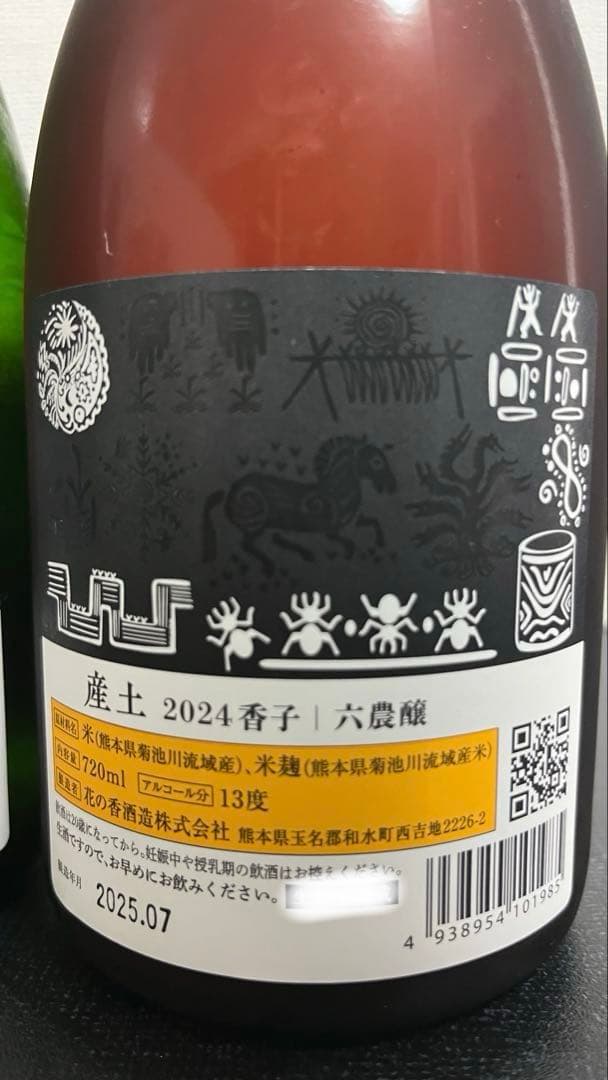 産土 2024香子｜六農醸
原材料名 米(熊本県菊池川流域産)、米麹(熊本県菊池川流域産米)
内容量 720ml アルコール分 13度
製造者 花の香酒造株式会社 熊本県玉名郡和水町西吉地2226-2
飲酒は20歳になってから。妊娠中や授乳期の飲酒はお控えください。
生酒ですので、お早めにお飲みください。
製造年月 2025.07
4 938954 101985